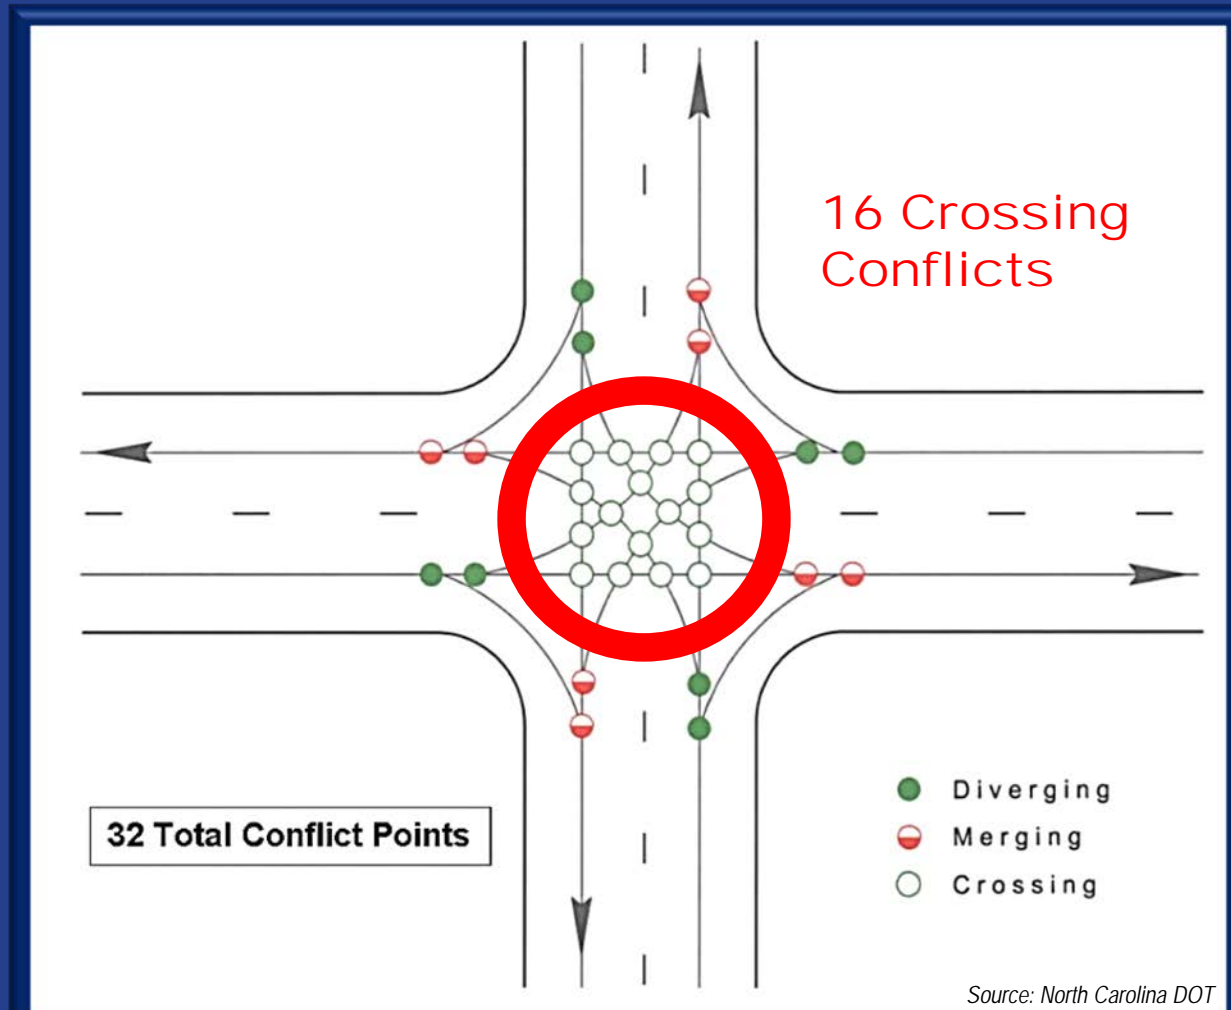 16 Crossing
Conflicts
32 Total Conflict Points
Diverging
Merging
Crossing
Source: North Carolina DOT